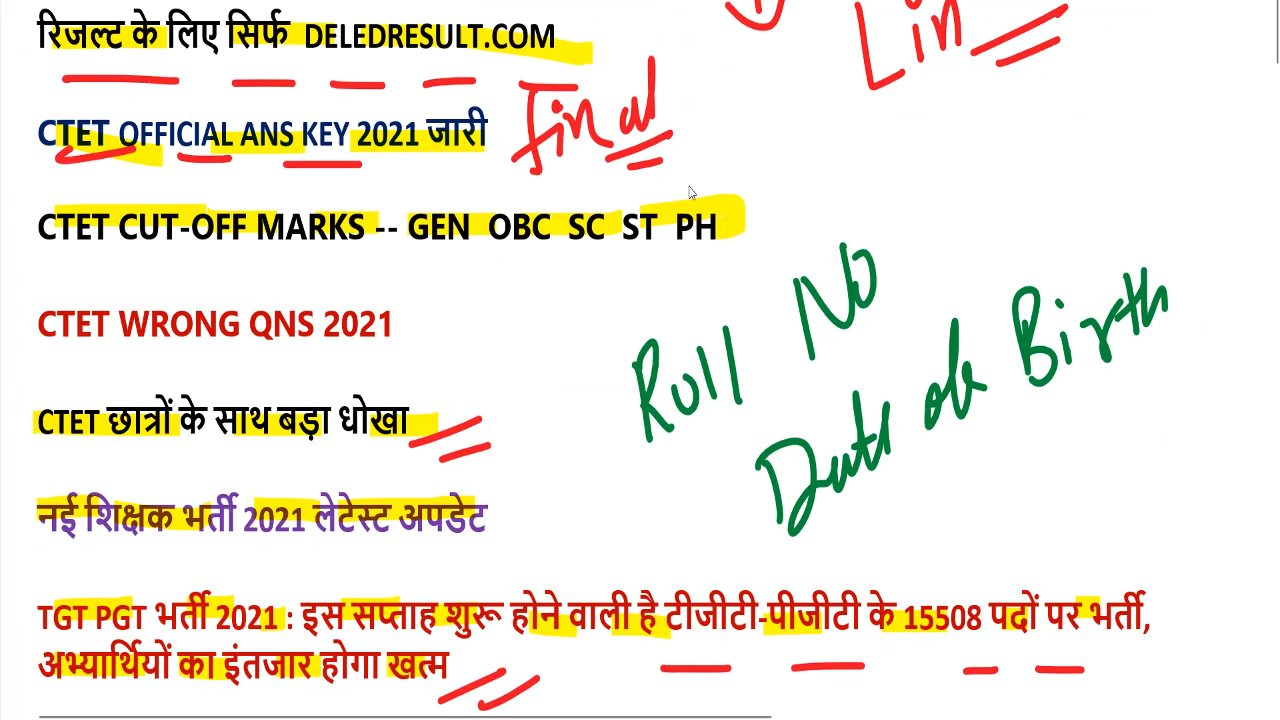 रिजल्ट के लिए सिर्फ DELEDRESULT.COM
Lin
CTET OFFICIAL ANS KEY 2021 जारी Final
CTET CUT-OFF MARKS -- GEN OBC SC ST PH
CTET WRONG QNS 2021
Roll No
CTET छात्रों के साथ बड़ा धोखा
Date of Birth
नई शिक्षक भर्ती 2021 लेटेस्ट अपडेट
TGT PGT भर्ती 2021 : इस सप्ताह शुरू होने वाली है टीजीटी-पीजीटी के 15508 पदों पर भर्ती,
अभ्यार्थियों का इंतजार होगा खत्म